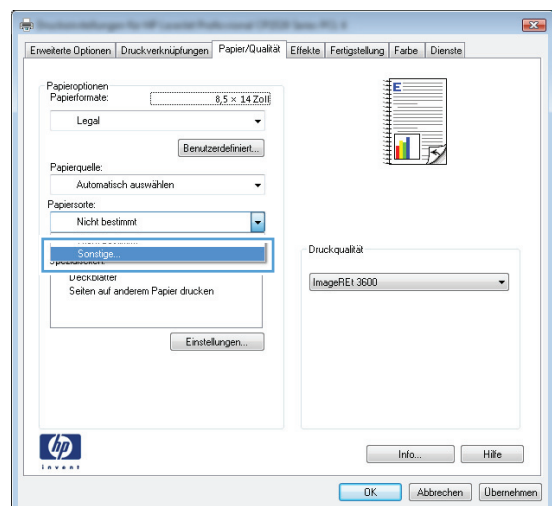 Erweiterte Optionen Druckverknüpfungen Papier/Qualität Effekte Fertigstellung Farbe Dienste
Papieroptionen
Papierformate: 8,5 × 14 Zoll
Legal
Benutzerdefiniert...
Papierquelle:
Automatisch auswählen
Papiersorte:
Nicht bestimmt
Sonstige...
Deckblätter
Seiten auf anderem Papier drucken
Einstellungen...
E
Druckqualität
ImageREt 3600
hp
invent
Info... Hilfe
OK Abbrechen Übernehmen